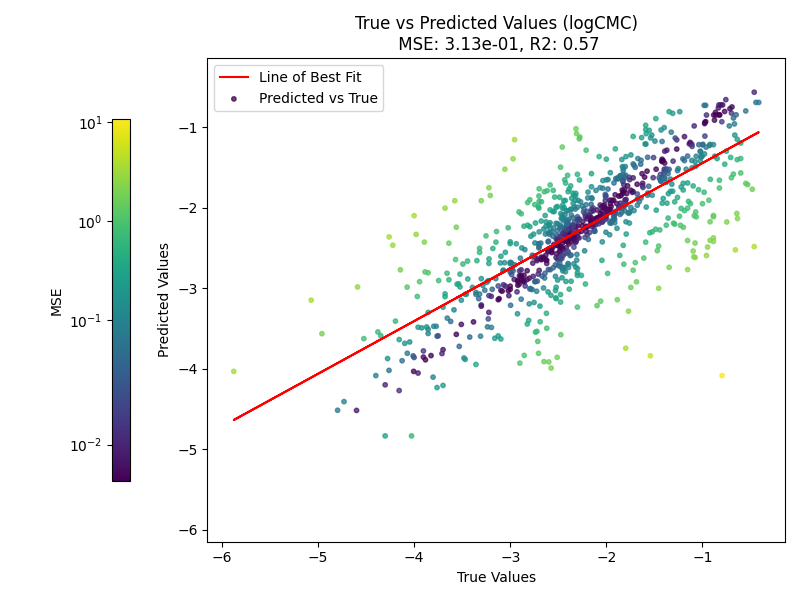 True vs Predicted Values (logCMC)
MSE: 3.13e-01, R2: 0.57
Line of Best Fit
Predicted vs True
10¹
10⁰
10⁻¹
10⁻²
MSE
Predicted Values
−1
−2
−3
−4
−5
−6
−6
−5
−4
−3
−2
−1
True Values